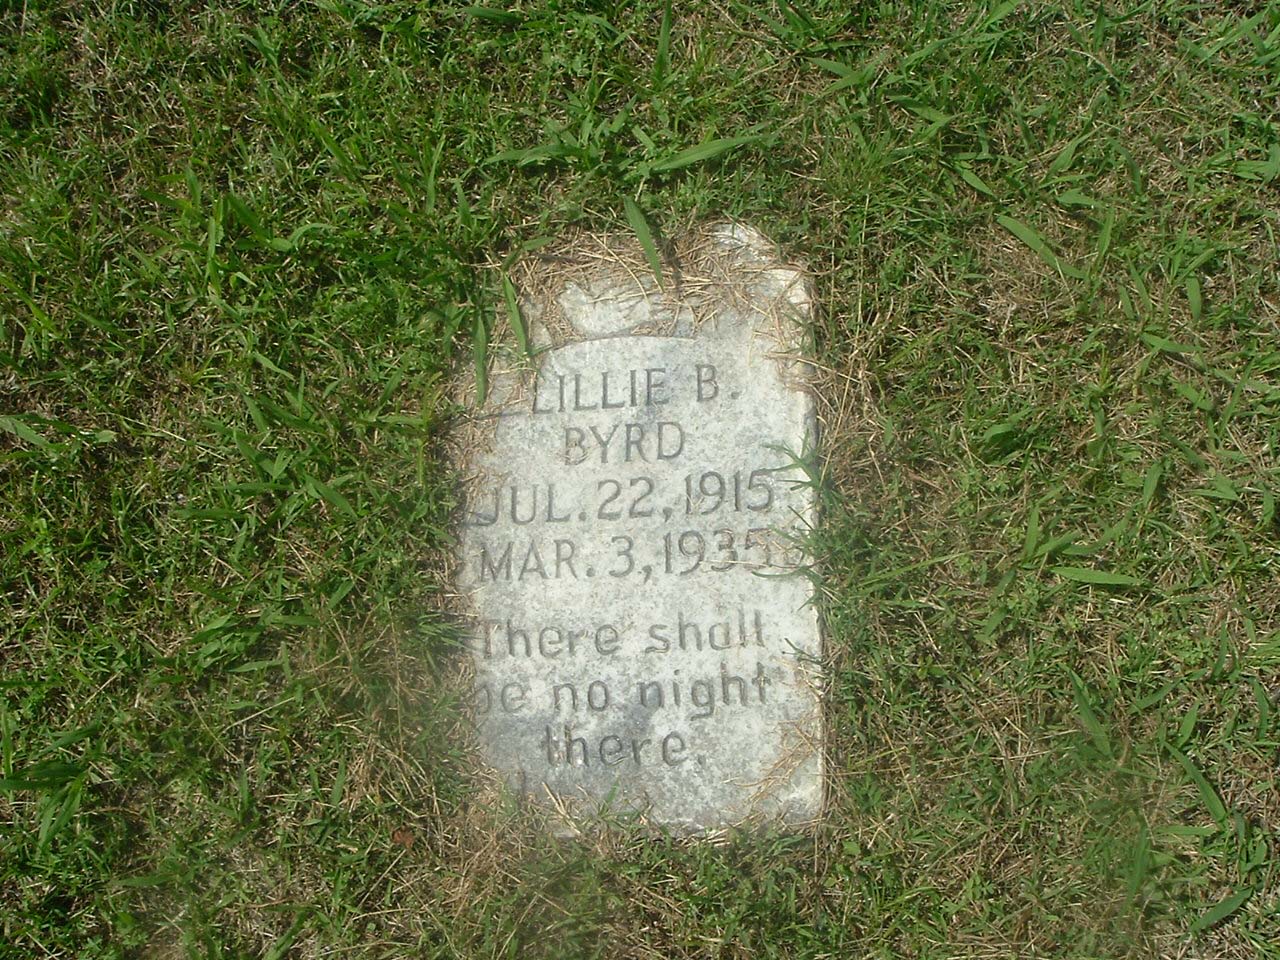 LILLIE B.
BYRD
JUL. 22, 1915
MAR. 3, 1935
There shall
be no night
there.